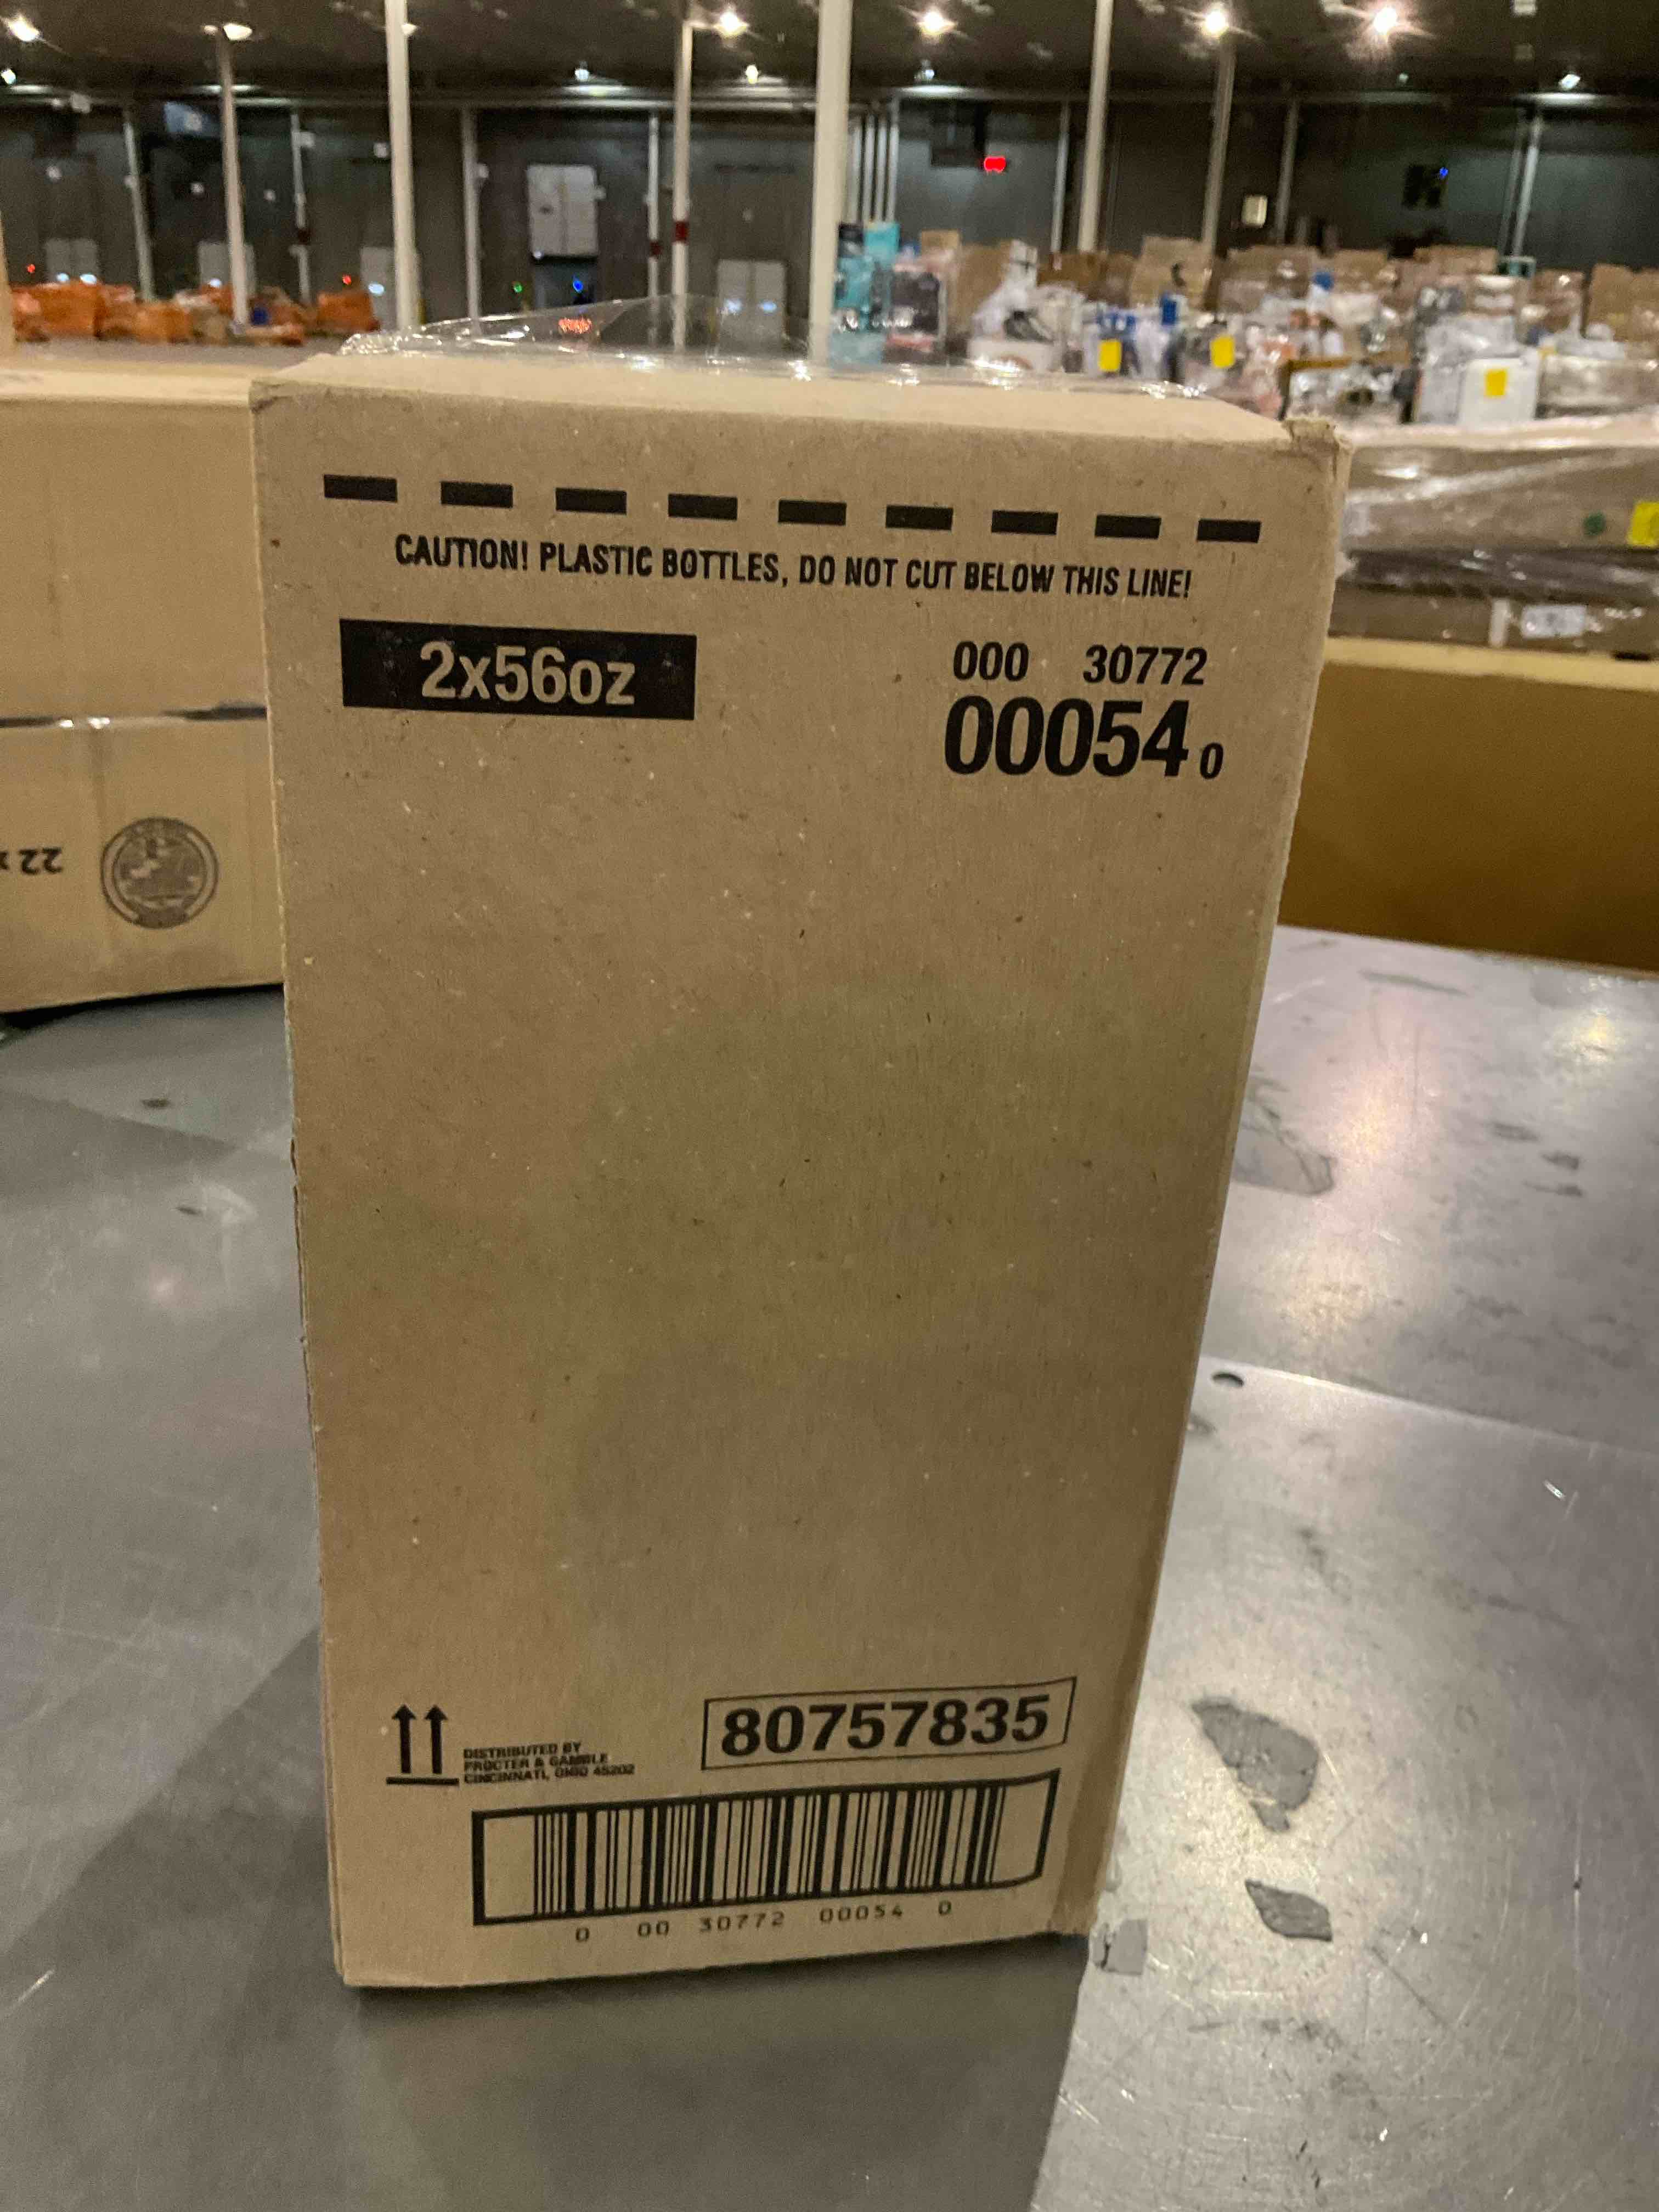 CAUTION! PLASTIC BOTTLES, DO NOT CUT BELOW THIS LINE!
2x56oz
000 30772
00054 0
22
80757835
DISTRIBUTED BY
PROCTER & GAMBLE
CINCINNATI, OHIO 45202
0 00 30772 00054 0